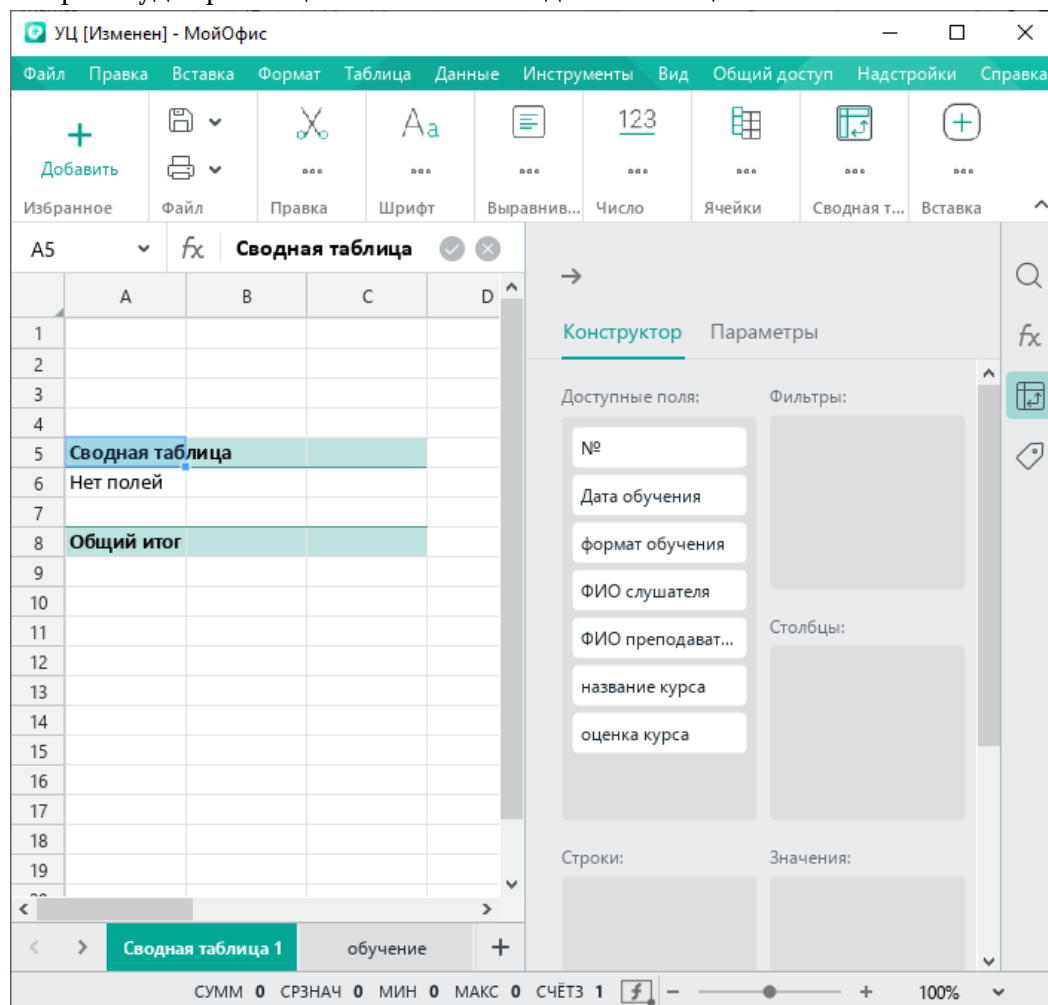 УЦ [Изменен] - МойОфис
Файл Правка Вставка Формат Таблица Данные Инструменты Вид Общий доступ Надстройки Справка
Aa 123
Добавить
Избранное Файл Правка Шрифт Выравнив... Число Ячейки Сводная т... Вставка
A5 fx Сводная таблица
A B C D
Конструктор Параметры
1
2
3
4
5 Сводная таблица
6 Нет полей
7
8 Общий итог
9
10
11
12
13
14
15
16
17
18
19
Доступные поля:
№
Дата обучения
формат обучения
ФИО слушателя
ФИО преподават...
название курса
оценка курса
Фильтры:
Столбцы:
Строки:
Значения:
fx
Сводная таблица 1 обучение +
СУММ 0 СРЗНАЧ 0 МИН 0 МАКС 0 СЧЁТЗ 1 100%